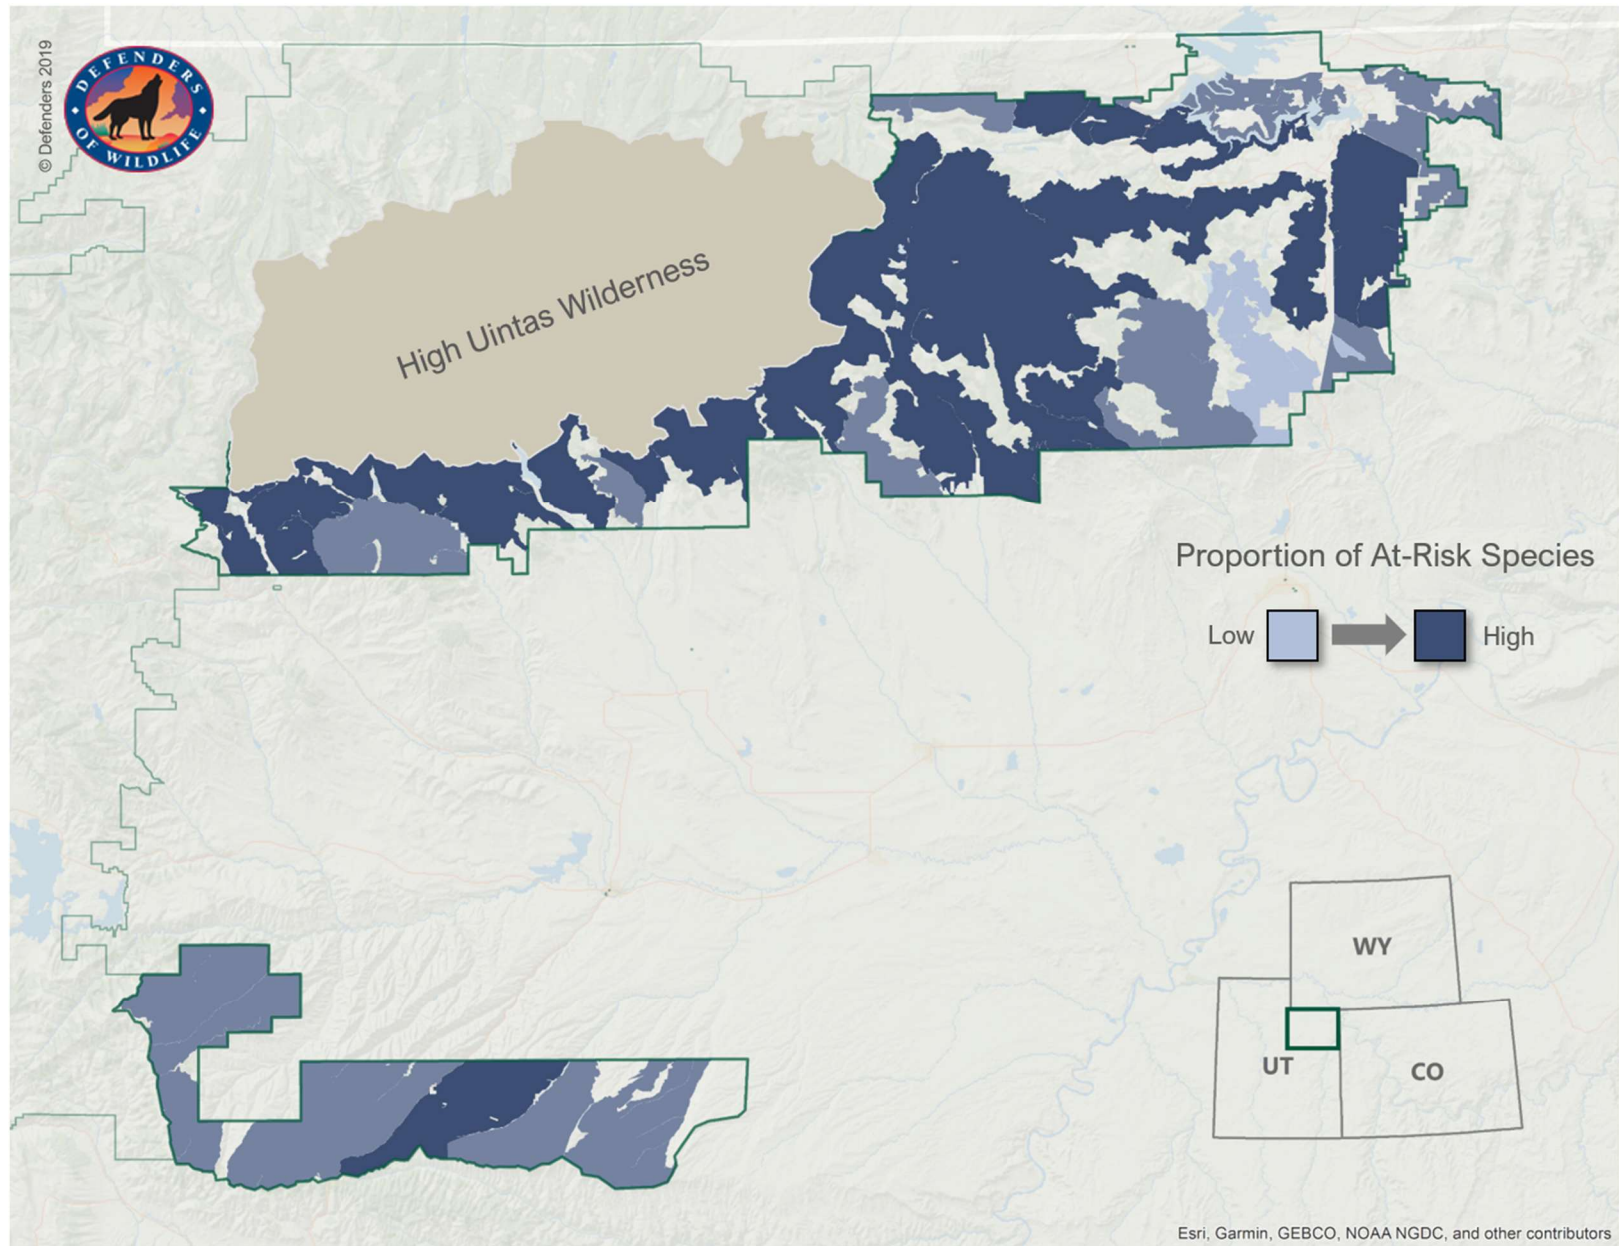 © Defenders 2019
DEFENDERS
OF WILDLIFE
High Uintas Wilderness
Proportion of At-Risk Species
Low
High
WY
UT
CO
Esri, Garmin, GEBCO, NOAA NGDC, and other contributors